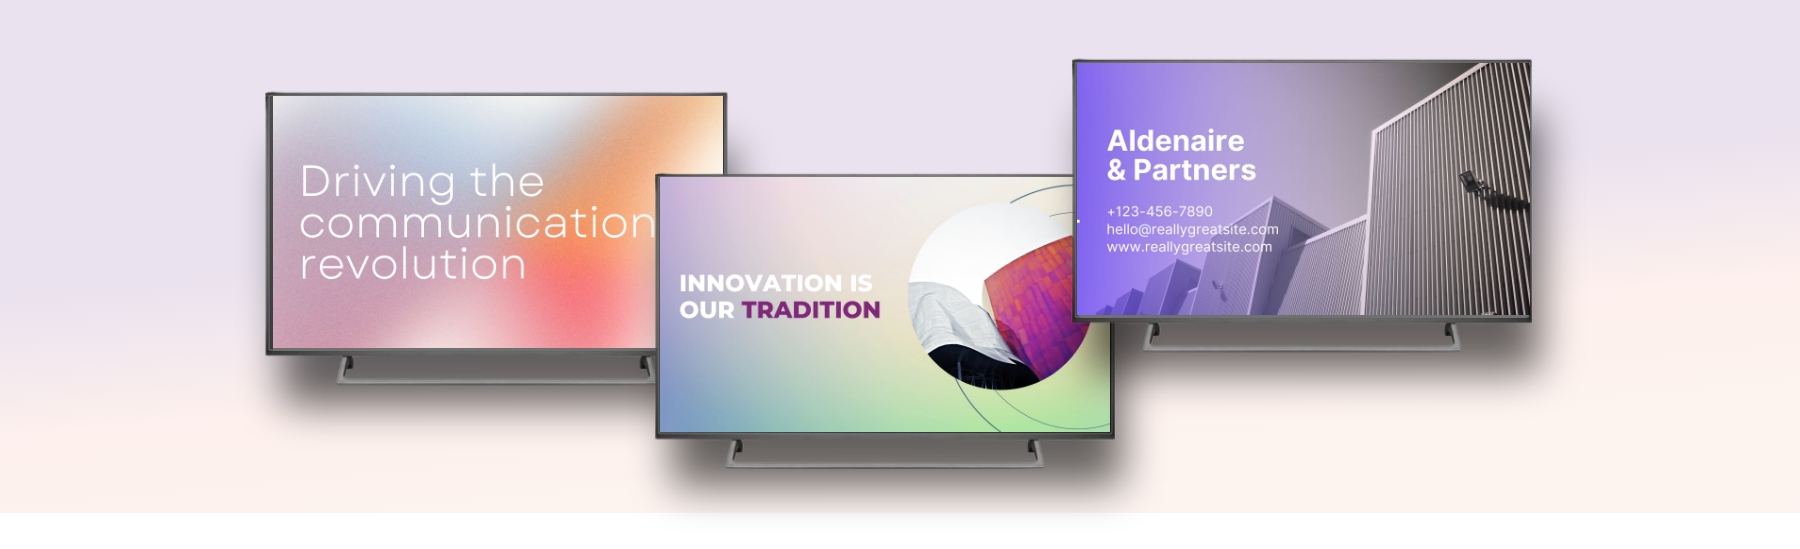 Driving the
communication
revolution
INNOVATION IS
OUR TRADITION
Aldenaire
& Partners
+123-456-7890
hello@reallygreatsite.com
www.reallygreatsite.com